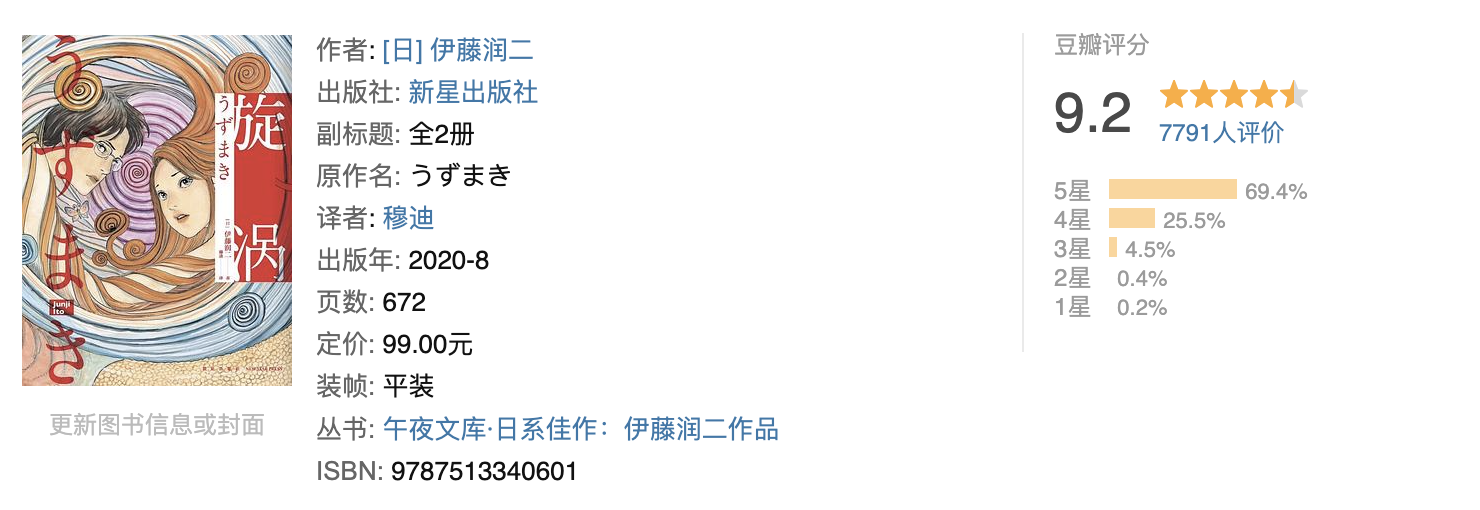 うずまき
旋涡
うずまき
[日] 伊藤润二
Junji
Ito
更新图书信息或封面
作者: [日] 伊藤润二
出版社: 新星出版社
副标题: 全2册
原作名: うずまき
译者: 穆迪
出版年: 2020-8
页数: 672
定价: 99.00元
装帧: 平装
丛书: 午夜文库·日系佳作：伊藤润二作品
ISBN: 9787513340601
豆瓣评分
9.2
7791人评价
5星 69.4%
4星 25.5%
3星 4.5%
2星 0.4%
1星 0.2%